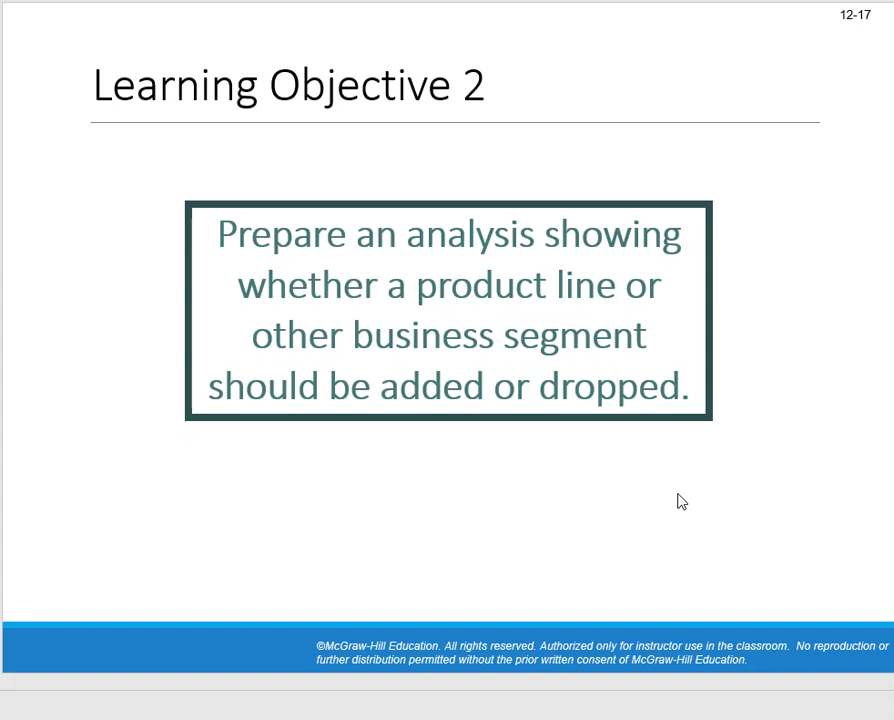 12-17
Learning Objective 2
Prepare an analysis showing
whether a product line or
other business segment
should be added or dropped.
©McGraw-Hill Education. All rights reserved. Authorized only for instructor use in the classroom.  No reproduction or
further distribution permitted without the prior written consent of McGraw-Hill Education.